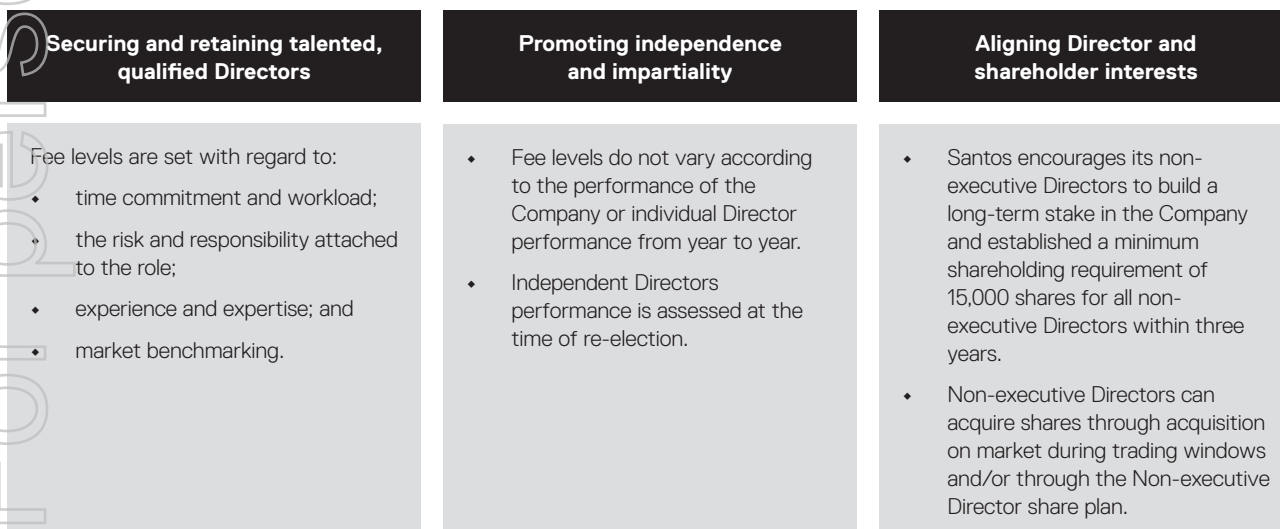 Securing and retaining talented,
qualified Directors
Fee levels are set with regard to:
time commitment and workload;
the risk and responsibility attached
to the role;
experience and expertise; and
market benchmarking.
Promoting independence
and impartiality
Fee levels do not vary according
to the performance of the
Company or individual Director
performance from year to year.
Independent Directors
performance is assessed at the
time of re-election.
Aligning Director and
shareholder interests
Santos encourages its non-
executive Directors to build a
long-term stake in the Company
and established a minimum
shareholding requirement of
15,000 shares for all non-
executive Directors within three
years.
Non-executive Directors can
acquire shares through acquisition
on market during trading windows
and/or through the Non-executive
Director share plan.